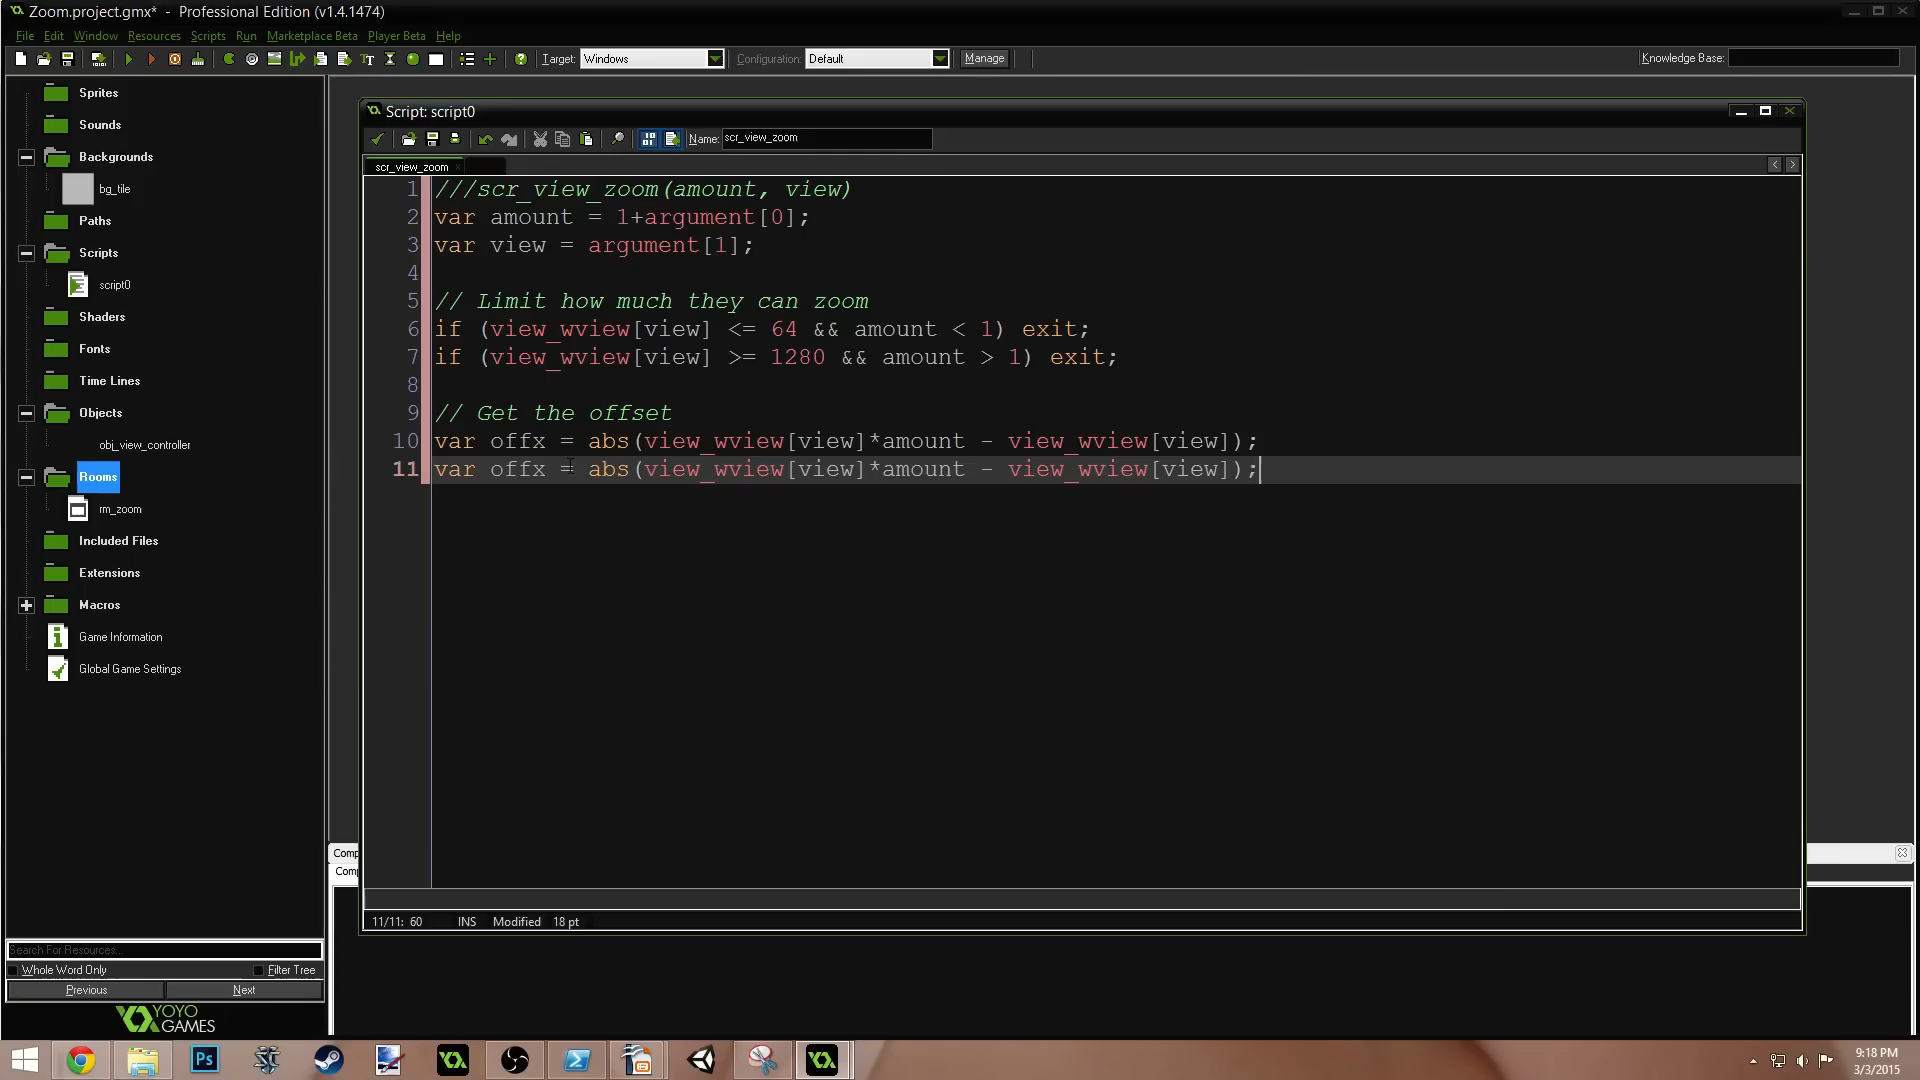 Zoom.project.gmx* - Professional Edition (v1.4.1474)
File Edit Window Resources Scripts Run Marketplace Beta Player Beta Help
Target: Windows Configuration: Default Manage Knowledge Base:
Sprites
Sounds
Backgrounds
bg_tile
Paths
Scripts
script0
Shaders
Fonts
Time Lines
Objects
obj_view_controller
Rooms
rm_zoom
Included Files
Extensions
Macros
Game Information
Global Game Settings
Search For Resources...
Whole Word Only Filter Tree
Previous Next
YOYO
GAMES
Script: script0
Name: scr_view_zoom
scr_view_zoom
1 ///scr_view_zoom(amount, view)
2 var amount = 1+argument[0];
3 var view = argument[1];
4
5 // Limit how much they can zoom
6 if (view_wview[view] <= 64 && amount < 1) exit;
7 if (view_wview[view] >= 1280 && amount > 1) exit;
8
9 // Get the offset
10 var offx = abs(view_wview[view]*amount - view_wview[view]);
11 var offx = abs(view_wview[view]*amount - view_wview[view]);
11/11: 60 INS Modified 18 pt
Comp
Comp
Ps
9:18 PM
3/3/2015